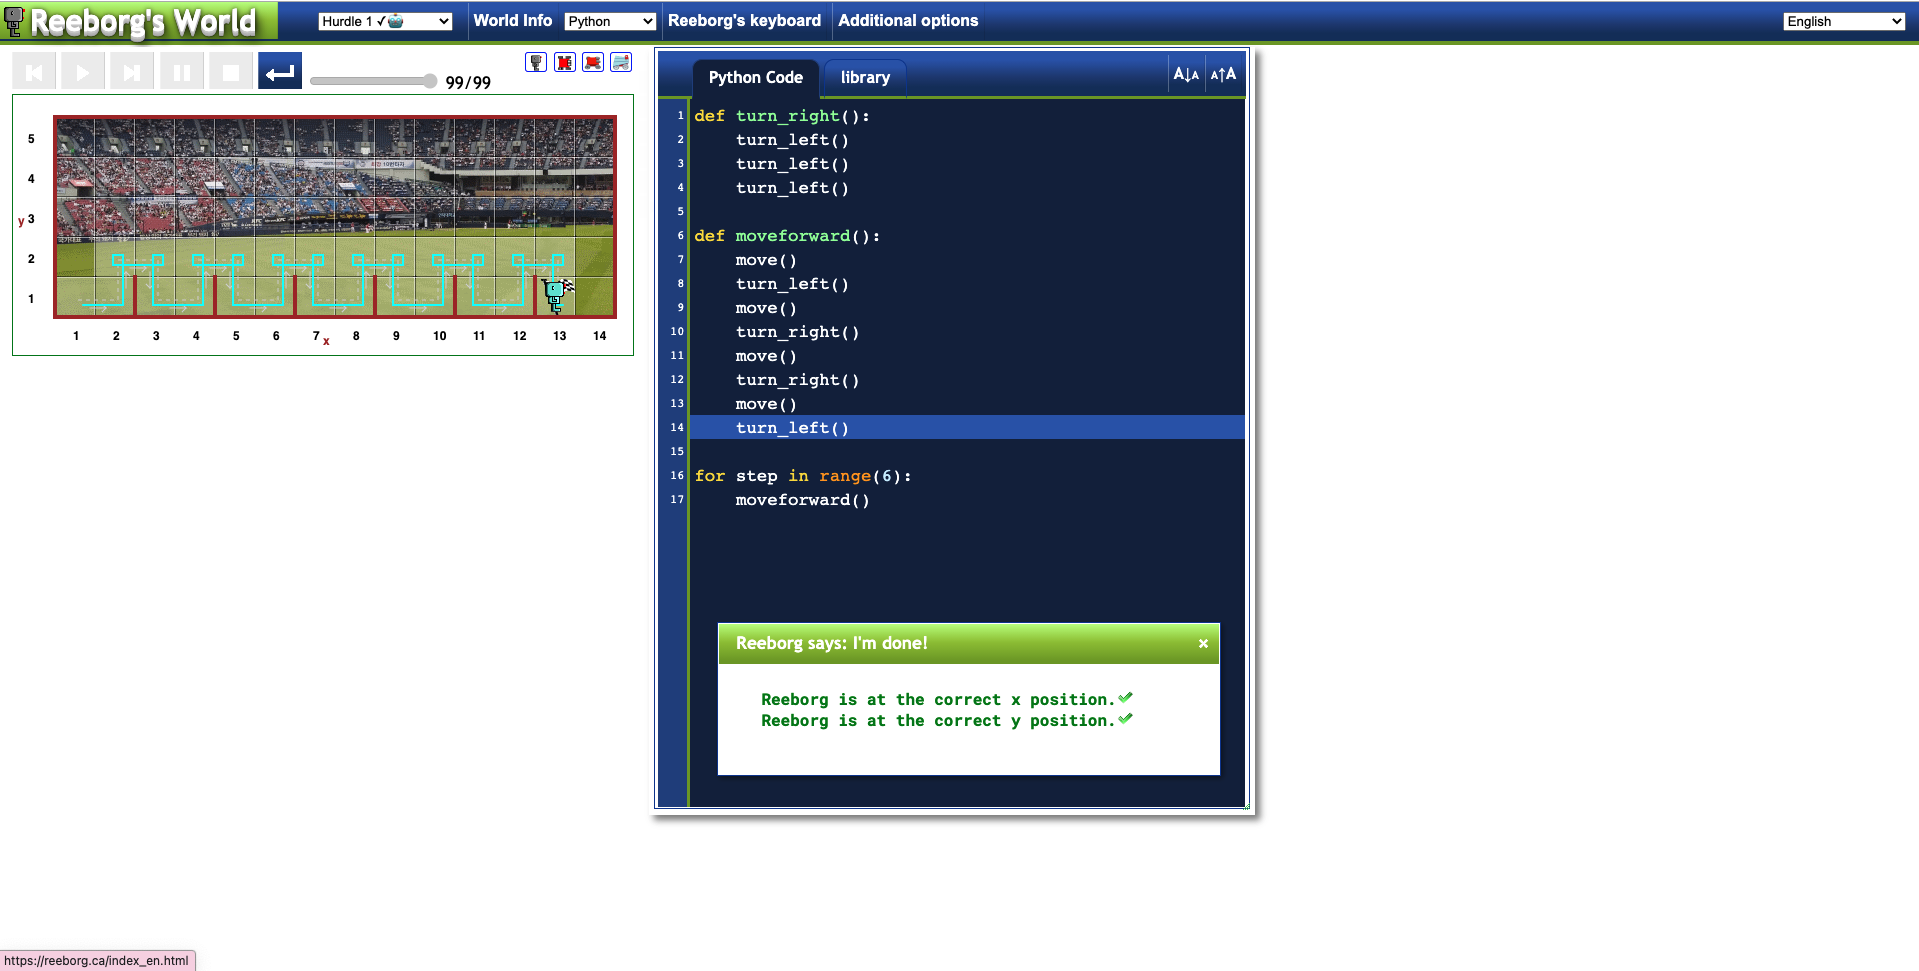 Reeborg's World
Hurdle 1 ✓🤖
World Info
Python
Reeborg's keyboard
Additional options
English
99/99
5
4
y 3
2
1
1 2 3 4 5 6 7 x 8 9 10 11 12 13 14
Python Code
library
A↓A
A↑A
1 def turn_right():
2 turn_left()
3 turn_left()
4 turn_left()
5
6 def moveforward():
7 move()
8 turn_left()
9 move()
10 turn_right()
11 move()
12 turn_right()
13 move()
14 turn_left()
15
16 for step in range(6):
17 moveforward()
Reeborg says: I'm done!
×
Reeborg is at the correct x position.✓
Reeborg is at the correct y position.✓
https://reeborg.ca/index_en.html